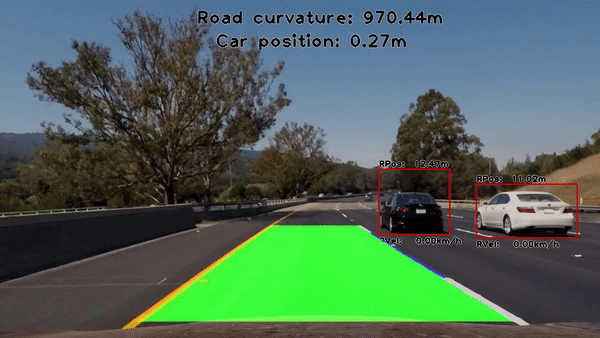 Road curvature: 970.44m
Car position: 0.27m
RPos: 12.47m
RPos: 11.02m
RVel: 0.00km/h
RVel: 0.00km/h